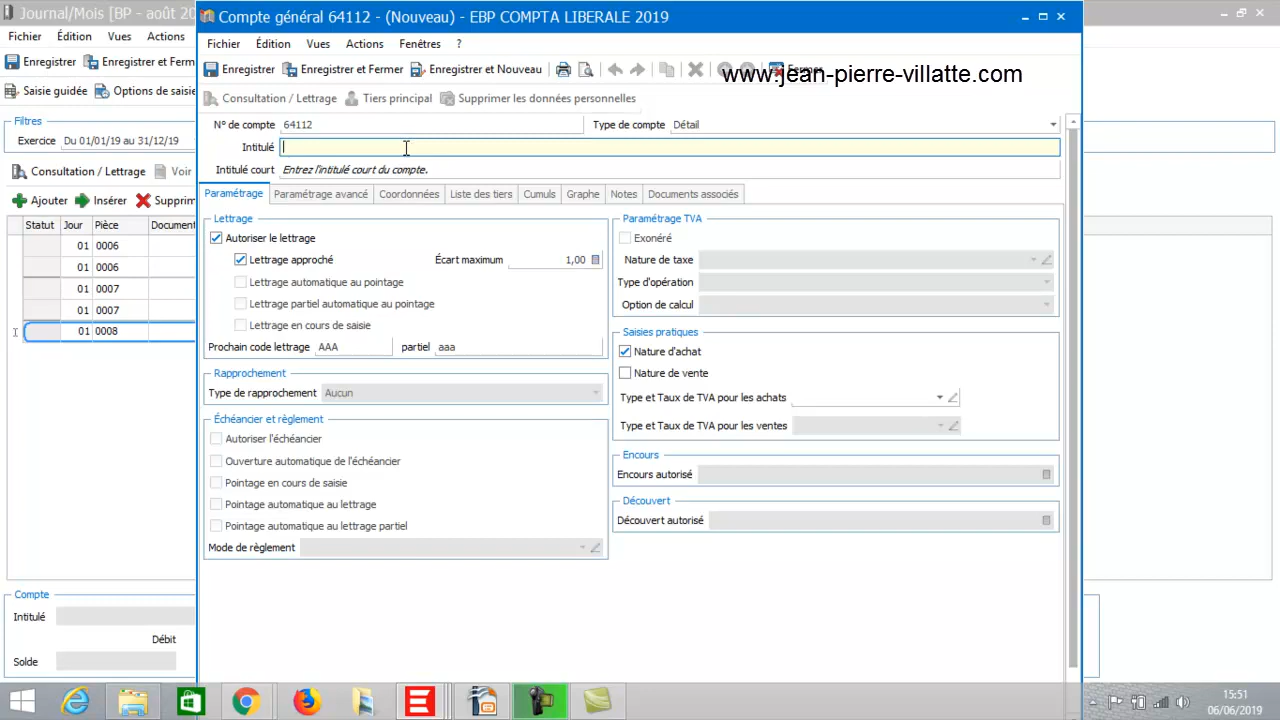 Journal/Mois [BP - août 20
Compte général 64112 - (Nouveau) - EBP COMPTA LIBERALE 2019
Fichier Édition Vues Actions
Fichier Édition Vues Actions Fenêtres ?
Enregistrer Enregistrer et Ferm
Enregistrer Enregistrer et Fermer Enregistrer et Nouveau
www.jean-pierre-villatte.com
Saisie guidée Options de saisie
Consultation / Lettrage Tiers principal Supprimer les données personnelles
Filtres
N° de compte 64112 Type de compte Détail
Exercice Du 01/01/19 au 31/12/19
Intitulé
Intitulé court Entrez l'intitulé court du compte.
Consultation / Lettrage Voir
Paramétrage Paramétrage avancé Coordonnées Liste des tiers Cumuls Graphe Notes Documents associés
Ajouter Insérer Supprim
Statut Jour Pièce Document
01 0006
01 0006
01 0007
01 0007
01 0008
Lettrage
Autoriser le lettrage
Lettrage approché Écart maximum 1,00
Lettrage automatique au pointage
Lettrage partiel automatique au pointage
Lettrage en cours de saisie
Prochain code lettrage AAA partiel aaa
Rapprochement
Type de rapprochement Aucun
Échéancier et règlement
Autoriser l'échéancier
Ouverture automatique de l'échéancier
Pointage en cours de saisie
Pointage automatique au lettrage
Pointage automatique au lettrage partiel
Mode de règlement
Paramétrage TVA
Exonéré
Nature de taxe
Type d'opération
Option de calcul
Saisies pratiques
Nature d'achat
Nature de vente
Type et Taux de TVA pour les achats
Type et Taux de TVA pour les ventes
Encours
Encours autorisé
Découvert
Découvert autorisé
Compte
Intitulé
Débit
Solde
15:51
06/06/2019